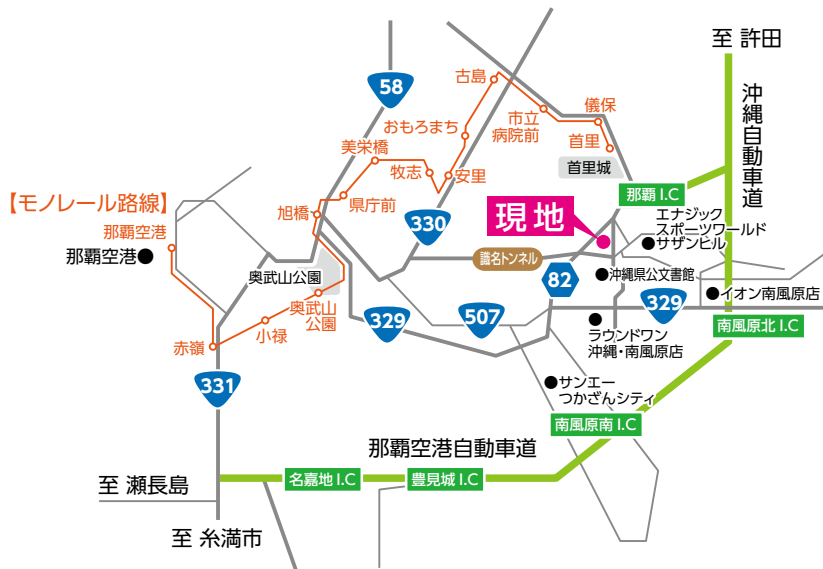 至 許田
沖縄自動車道
58
古島
市立
病院前
儀保
首里
首里城
おもろまち
美栄橋
牧志
安里
県庁前
旭橋
330
那覇 I.C
現地
エナジック
スポーツワールド
サザンヒル
【モノレール路線】
那覇空港
那覇空港
識名トンネル
沖縄県公文書館
82
奥武山公園
奥武山
公園
イオン南風原店
329
507
329
小禄
赤嶺
ラウンドワン
沖縄・南風原店
南風原北 I.C
331
サンエー
つかざんシティ
南風原南 I.C
那覇空港自動車道
至 瀬長島
名嘉地 I.C
豊見城 I.C
至 糸満市